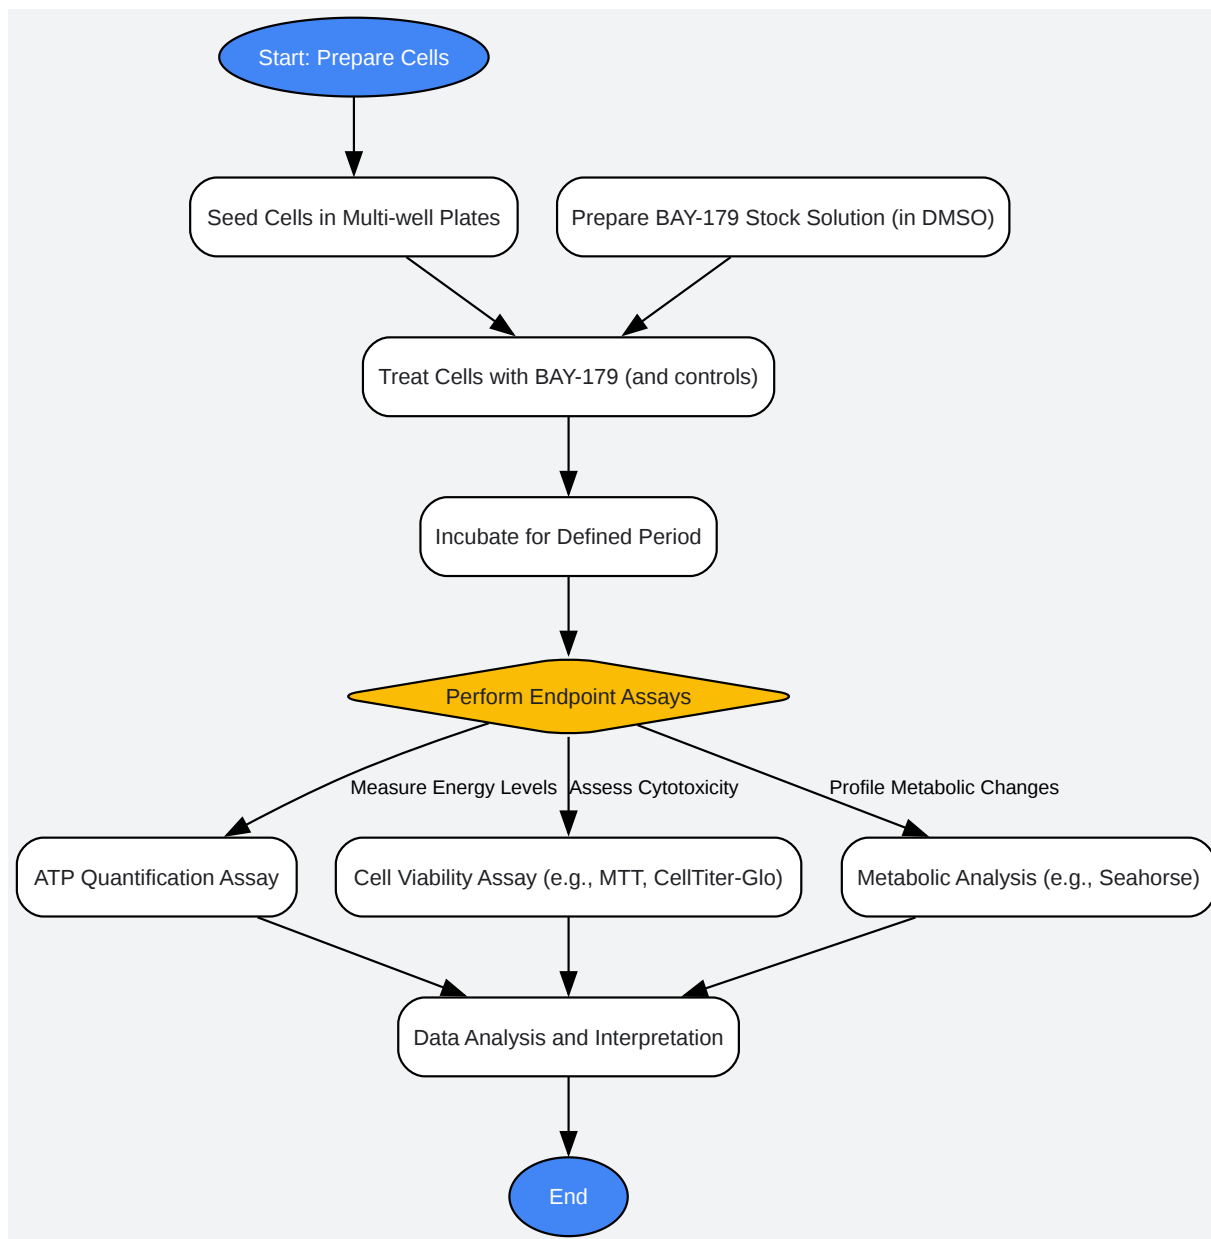 Start: Prepare Cells
Seed Cells in Multi-well Plates
Prepare BAY-179 Stock Solution (in DMSO)
Treat Cells with BAY-179 (and controls)
Incubate for Defined Period
Perform Endpoint Assays
Measure Energy Levels
Assess Cytotoxicity
Profile Metabolic Changes
ATP Quantification Assay
Cell Viability Assay (e.g., MTT, CellTiter-Glo)
Metabolic Analysis (e.g., Seahorse)
Data Analysis and Interpretation
End